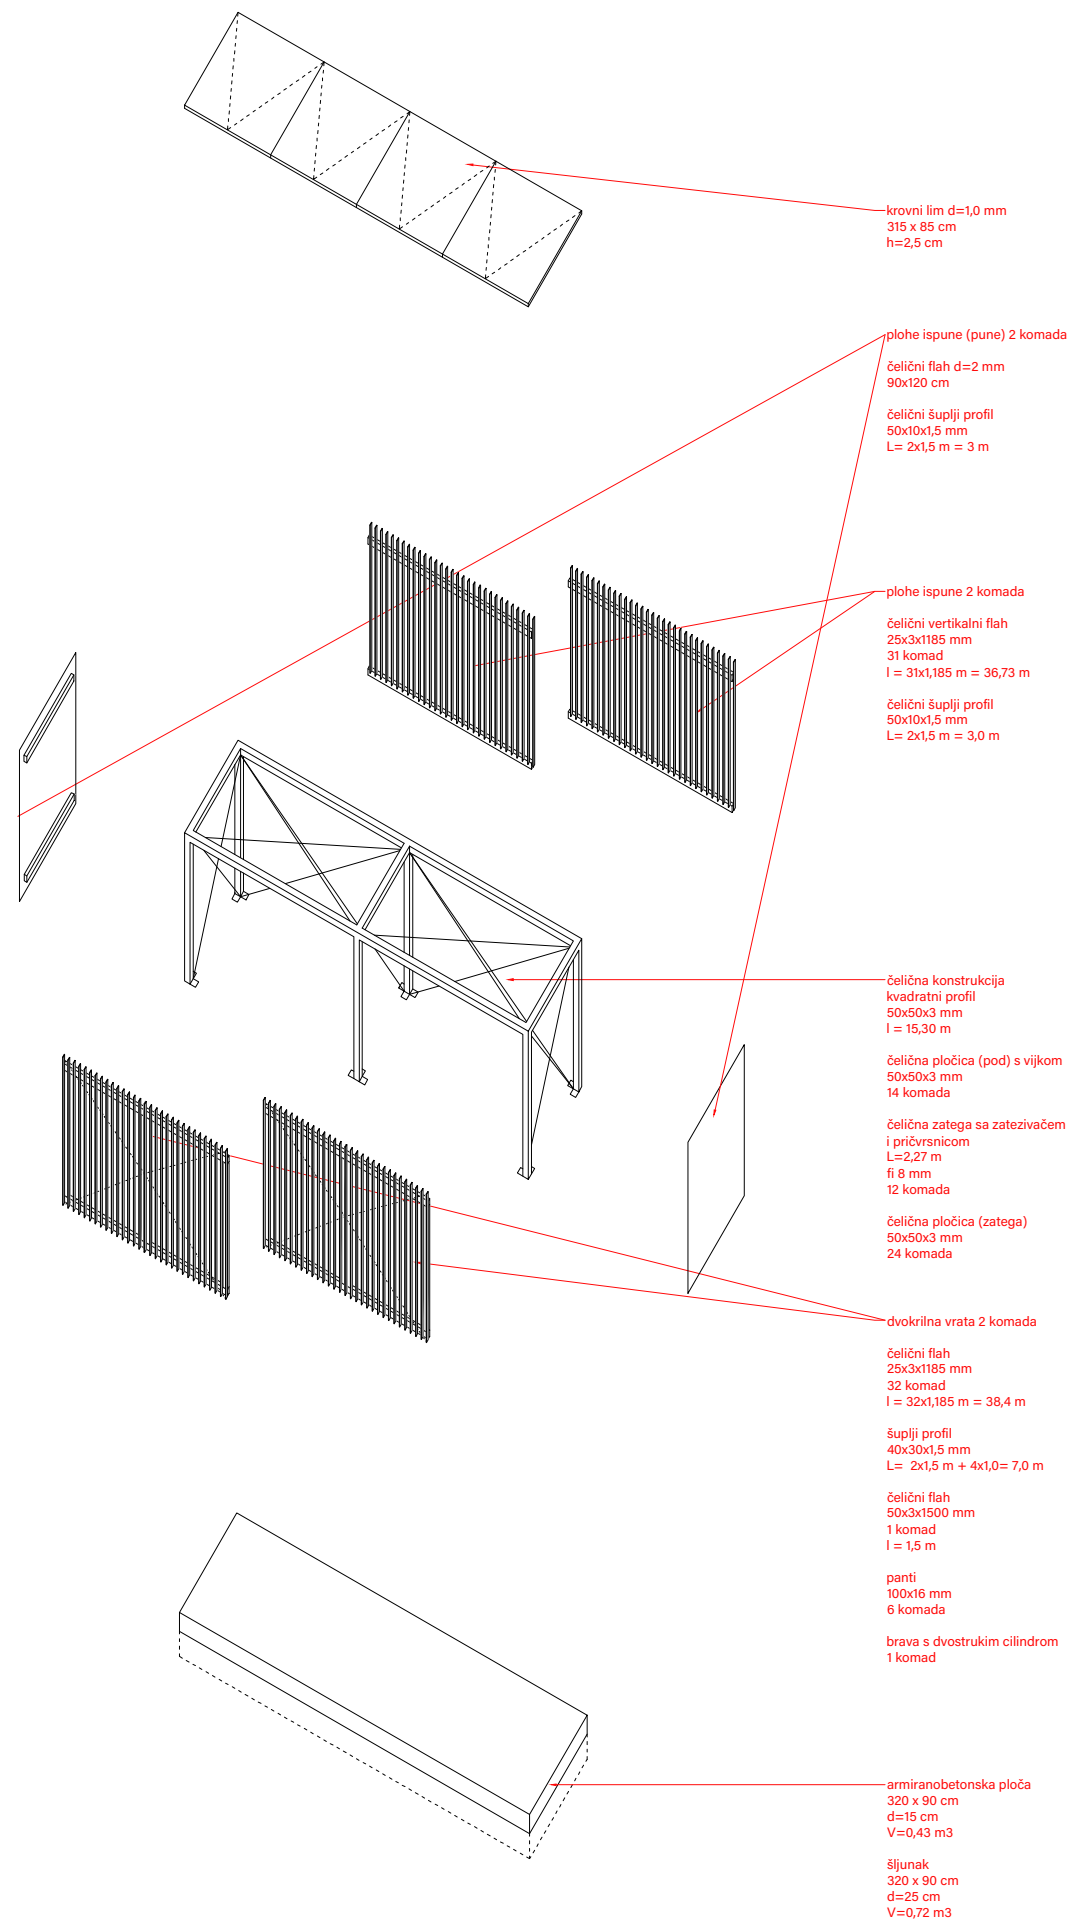 krovni lim d=1,0 mm
315 x 85 cm
h=2,5 cm
plohe ispune (pune) 2 komada
čelični flah d=2 mm
90x120 cm
čelični šuplji profil
50x10x1,5 mm
L= 2x1,5 m = 3 m
plohe ispune 2 komada
čelični vertikalni flah
25x3x1185 mm
31 komad
l = 31x1,185 m = 36,73 m
čelični šuplji profil
50x10x1,5 mm
L= 2x1,5 m = 3,0 m
čelična konstrukcija
kvadratni profil
50x50x3 mm
l = 15,30 m
čelična pločica (pod) s vijkom
50x50x3 mm
14 komada
čelična zatega sa zatezivačem
i pričvrsnicom
L=2,27 m
fi 8 mm
12 komada
čelična pločica (zatega)
50x50x3 mm
24 komada
dvokrilna vrata 2 komada
čelični flah
25x3x1185 mm
32 komad
l = 32x1,185 m = 38,4 m
šuplji profil
40x30x1,5 mm
L=  2x1,5 m + 4x1,0= 7,0 m
čelični flah
50x3x1500 mm
1 komad
l = 1,5 m
panti
100x16 mm
6 komada
brava s dvostrukim cilindrom
1 komad
armiranobetonska ploča
320 x 90 cm
d=15 cm
V=0,43 m3
šljunak
320 x 90 cm
d=25 cm
V=0,72 m3